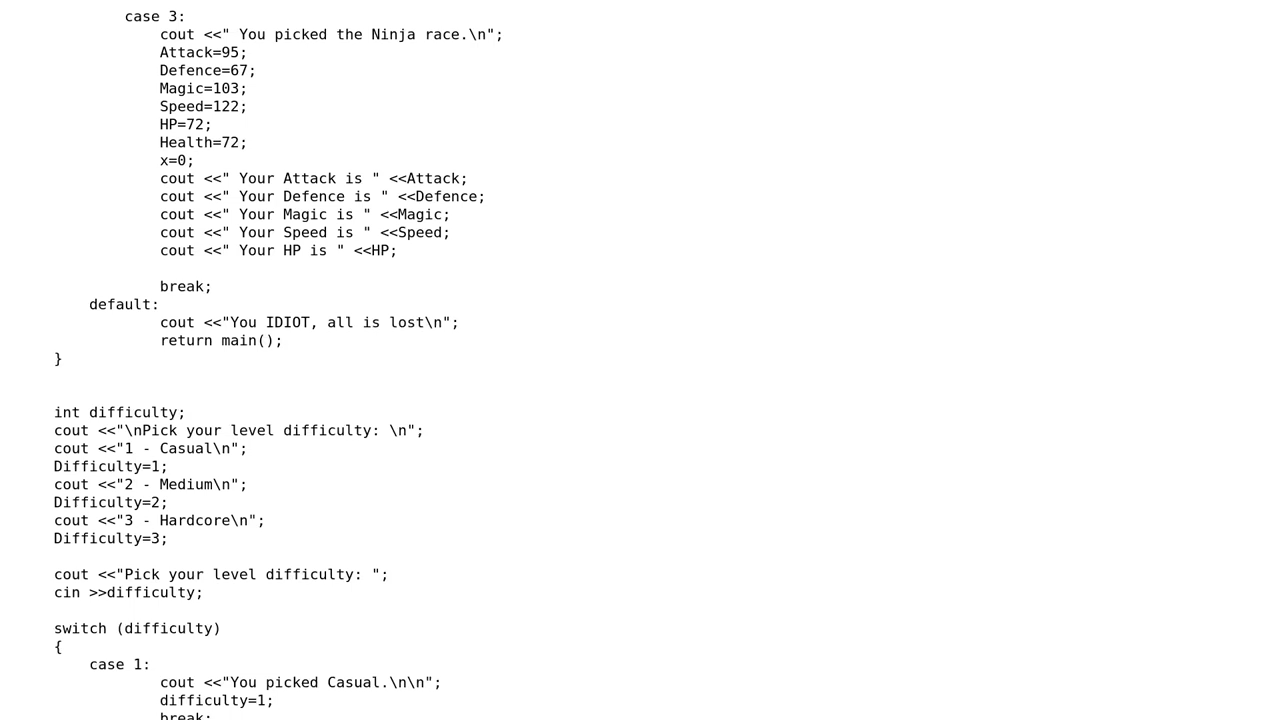 case 3:
cout <<" You picked the Ninja race.\n";
Attack=95;
Defence=67;
Magic=103;
Speed=122;
HP=72;
Health=72;
x=0;
cout <<" Your Attack is " <<Attack;
cout <<" Your Defence is " <<Defence;
cout <<" Your Magic is " <<Magic;
cout <<" Your Speed is " <<Speed;
cout <<" Your HP is " <<HP;
break;
default:
cout <<"You IDIOT, all is lost\n";
return main();
}
int difficulty;
cout <<"\nPick your level difficulty: \n";
cout <<"1 - Casual\n";
Difficulty=1;
cout <<"2 - Medium\n";
Difficulty=2;
cout <<"3 - Hardcore\n";
Difficulty=3;
cout <<"Pick your level difficulty: ";
cin >>difficulty;
switch (difficulty)
{
case 1:
cout <<"You picked Casual.\n\n";
difficulty=1;
break;